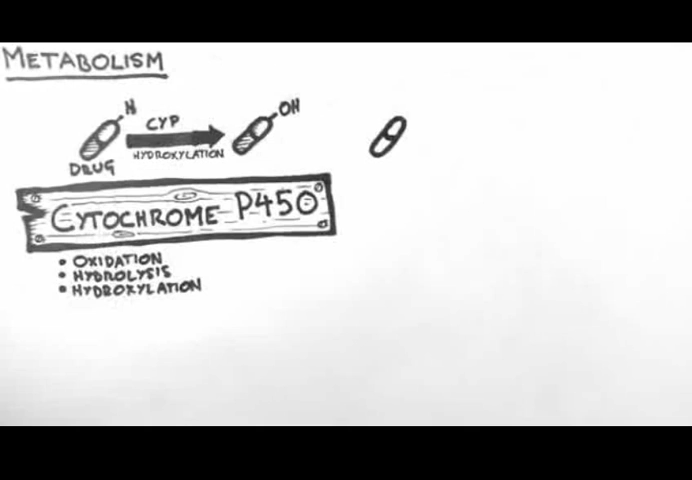 METABOLISM
H
CYP
OH
HYDROXYLATION
DRUG
CYTOCHROME P450
• OXIDATION
• HYDROLYSIS
• HYDROXYLATION